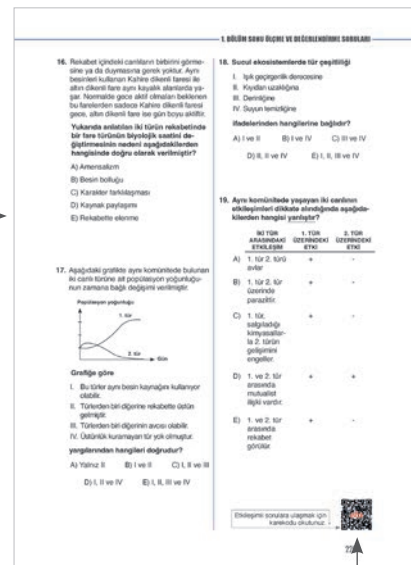 1. BÖLÜM SONU ÖLÇME VE DEĞERLENDİRME SORULARI
16. Rekabet içindeki canlıların birbirini görme-
sine ya da duymasına gerek yoktur. Aynı
besinleri kullanan Kahire dikenli faresi ile
altın dikenli fare aynı kayalık alanlarda ya-
şar. Normalde gece aktif olmaları beklenen
bu farelerden sadece Kahire dikenli faresi
gece, altın dikenli fare ise gün boyu aktiftir.
Yukarıda anlatılan iki türün rekabetinde
bir fare türünün biyolojik saatini de-
ğiştirmesinin nedeni aşağıdakilerden
hangisinde doğru olarak verilmiştir?
A) Amensalizm
B) Besin bolluğu
C) Karakter farklılaşması
D) Kaynak paylaşımı
E) Rekabette elenme
17. Aşağıdaki grafikte aynı komünitede bulunan
iki canlı türüne ait popülasyon yoğunluğu-
nun zamana bağlı değişimi verilmiştir.
Popülasyon yoğunluğu
1. tür
2. tür
Gün
Grafiğe göre
I. Bu türler aynı besin kaynağını kullanıyor
olabilir.
II. Türlerden biri diğerine rekabette üstün
gelmiştir.
III. Türlerden biri diğerinin avcısı olabilir.
IV. Üstünlük kuramayan tür yok olmuştur.
yargılarından hangileri doğrudur?
A) Yalnız II B) I ve II C) I, II ve III
D) I, II ve IV E) I, II, III ve IV
18. Sucul ekosistemlerde tür çeşitliliği
I. Işık geçirgenlik derecesine
II. Kıyıdan uzaklığına
III. Derinliğine
IV. Suyun temizliğine
ifadelerinden hangilerine bağlıdır?
A) I ve II B) I ve IV C) III ve IV
D) II, III ve IV E) I, II, III ve IV
19. Aynı komünitede yaşayan iki canlının
etkileşimleri dikkate alındığında aşağıda-
kilerden hangisi yanlıştır?
İKİ TÜR ARASINDAKİ ETKİLEŞİM
1. TÜR ÜZERİNDEKİ ETKİ
2. TÜR ÜZERİNDEKİ ETKİ
A) 1. tür 2. türü + -
avlar
B) 1. tür 2. tür + -
üzerinde
parazittir.
C) 1. tür, + -
salgıladığı
kimyasallar-
la 2. türün
gelişimini
engeller.
D) 1. ve 2. tür + +
arasında
mutualist
ilişki vardır.
E) 1. ve 2. tür + -
arasında
rekabet
görülür.
Etkileşimli sorulara ulaşmak için
karekodu okutunuz.